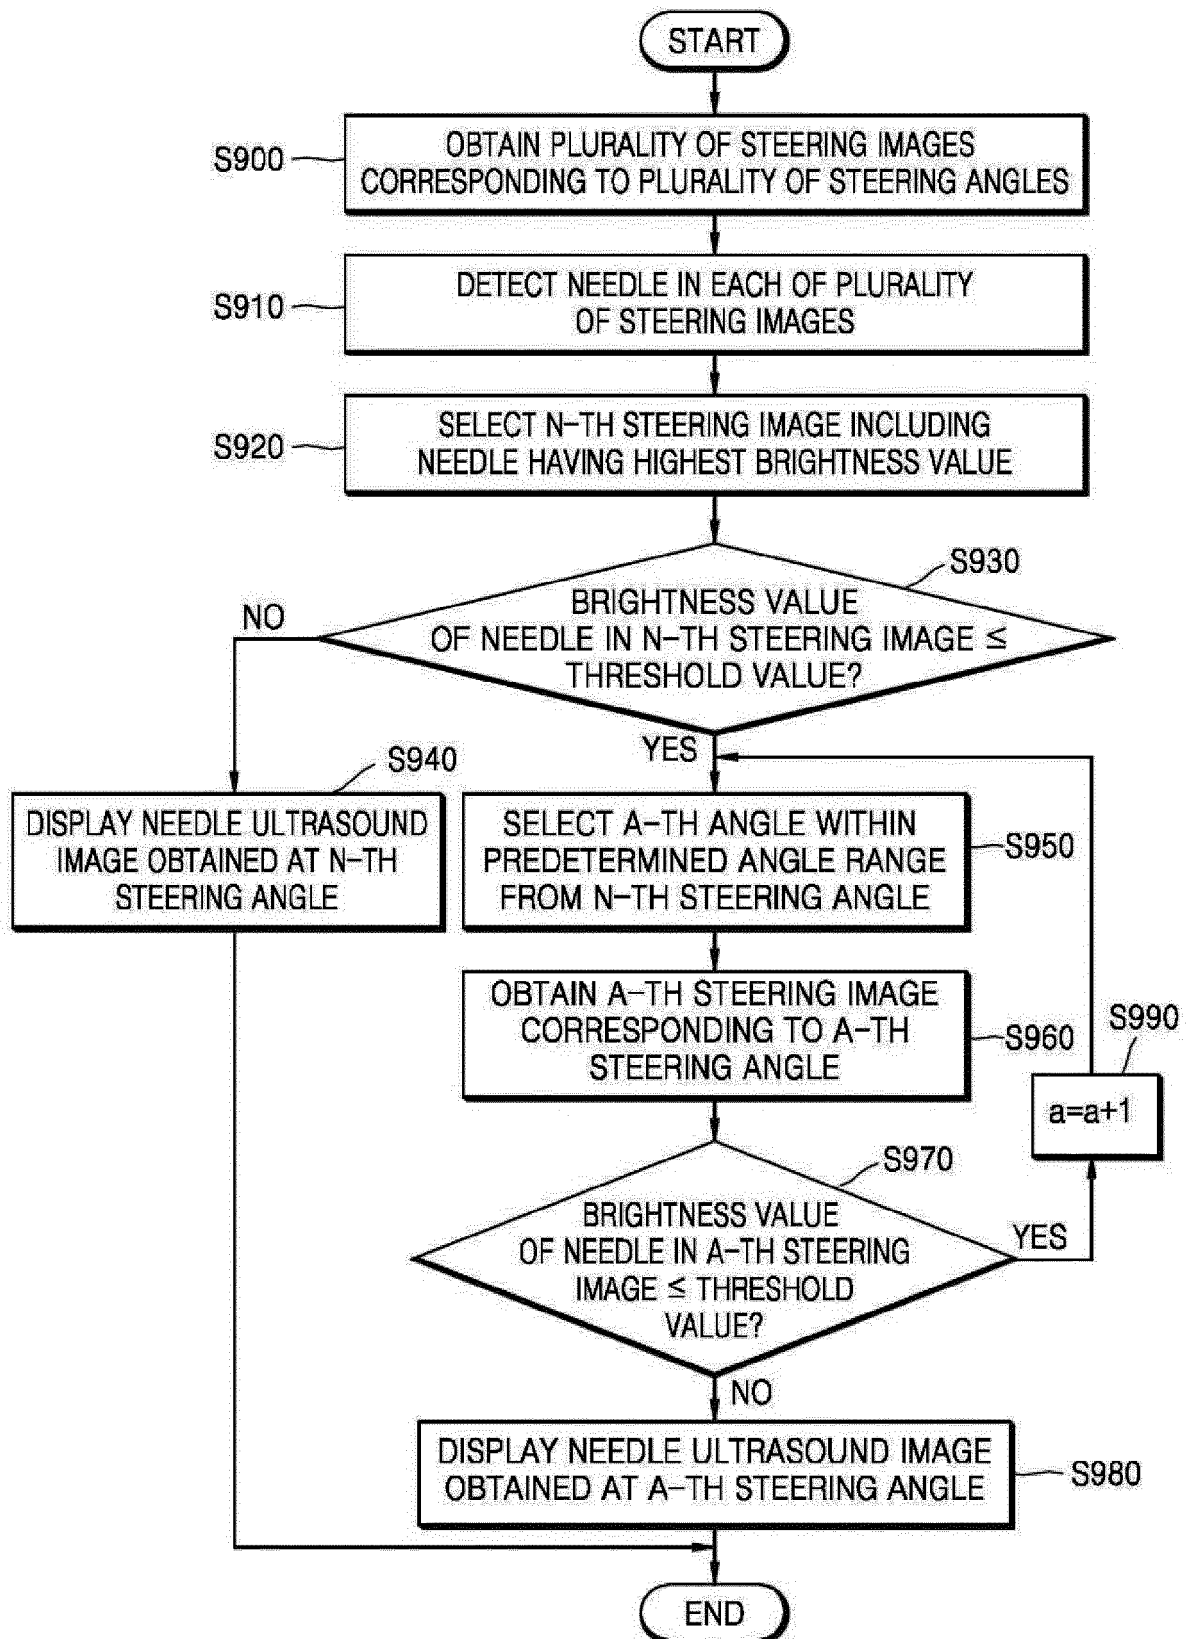 START
S900
OBTAIN PLURALITY OF STEERING IMAGES
CORRESPONDING TO PLURALITY OF STEERING ANGLES
S910
DETECT NEEDLE IN EACH OF PLURALITY
OF STEERING IMAGES
S920
SELECT N-TH STEERING IMAGE INCLUDING
NEEDLE HAVING HIGHEST BRIGHTNESS VALUE
S930
BRIGHTNESS VALUE
OF NEEDLE IN N-TH STEERING IMAGE ≤
THRESHOLD VALUE?
NO
YES
S940
DISPLAY NEEDLE ULTRASOUND
IMAGE OBTAINED AT N-TH
STEERING ANGLE
SELECT A-TH ANGLE WITHIN
PREDETERMINED ANGLE RANGE
FROM N-TH STEERING ANGLE
S950
OBTAIN A-TH STEERING IMAGE
CORRESPONDING TO A-TH
STEERING ANGLE
S960
S990
a=a+1
S970
BRIGHTNESS VALUE
OF NEEDLE IN A-TH STEERING
IMAGE ≤ THRESHOLD
VALUE?
YES
NO
DISPLAY NEEDLE ULTRASOUND IMAGE
OBTAINED AT A-TH STEERING ANGLE
S980
END